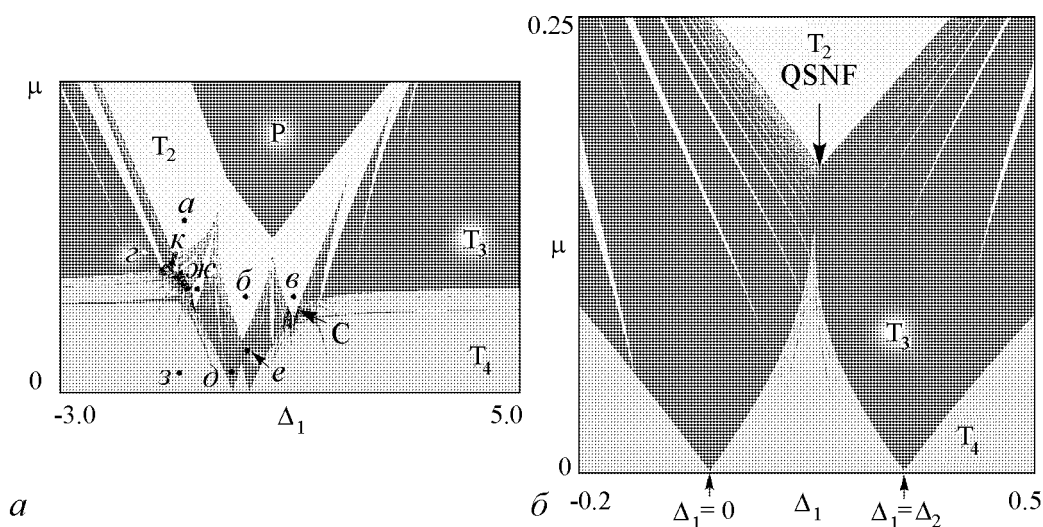 μ
P
T₂
а
к
г
ж
б
в
T₃
C
е
з
д
T₄
0
-3.0
Δ₁
5.0
а
0.25
T₂
QSNF
μ
T₃
T₄
0
-0.2
Δ₁=0
Δ₁
Δ₁=Δ₂
0.5
б